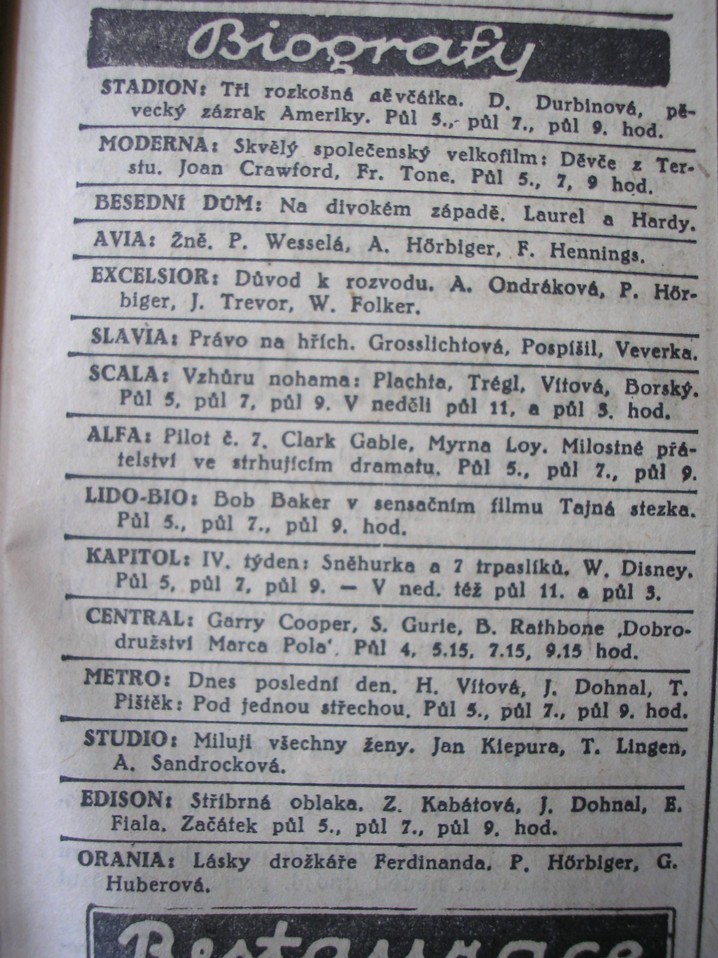 Biografy
STADION: Tři rozkošná děvčátka. D. Durbinová, pě-
vecký zázrak Ameriky. Půl 5., půl 7., půl 9. hod.
MODERNA: Skvělý společenský velkofilm: Děvče z Ter-
stu. Joan Crawford, Fr. Tone. Půl 5., 7, 9 hod.
BESEDNÍ DŮM: Na divokém západě. Laurel a Hardy.
AVIA: Žně. P. Wesselá, A. Hörbiger, F. Hennings.
EXCELSIOR: Důvod k rozvodu. A. Ondráková, P. Hör-
biger, J. Trevor, W. Folker.
SLAVIA: Právo na hřích. Grosslichtová, Pospíšil, Veverka.
SCALA: Vzhůru nohama: Plachta, Trégl, Vítová, Borský.
Půl 5, půl 7, půl 9. V neděli půl 11, a půl 3. hod.
ALFA: Pilot č. 7. Clark Gable, Myrna Loy. Milostné přá-
telství ve strhujícím dramatu. Půl 5., půl 7., půl 9.
LIDO-BIO: Bob Baker v sensačním filmu Tajná stezka.
Půl 5., půl 7., půl 9. hod.
KAPITOL: IV. týden: Sněhurka a 7 trpaslíků. W. Disney.
Půl 5, půl 7, půl 9. — V ned. též půl 11. a půl 3.
CENTRAL: Garry Cooper, S. Gurie, B. Rathbone ‚Dobro-
družství Marca Pola‘. Půl 4, 5.15, 7.15, 9.15 hod.
METRO: Dnes poslední den. H. Vítová, J. Dohnal, T.
Pištěk: Pod jednou střechou. Půl 5., půl 7., půl 9. hod.
STUDIO: Miluji všechny ženy. Jan Kiepura, T. Lingen,
A. Sandrocková.
EDISON: Stříbrná oblaka. Z. Kabátová, J. Dohnal, E.
Fiala. Začátek půl 5., půl 7., půl 9. hod.
ORANIA: Lásky drožkáře Ferdinanda. P. Hörbiger, G.
Huberová.
Restaurace